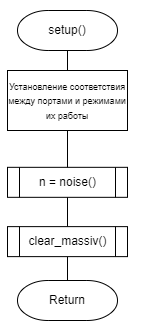 setup()
Установление соответствия
между портами и режимами
их работы
n = noise()
clear_massiv()
Return